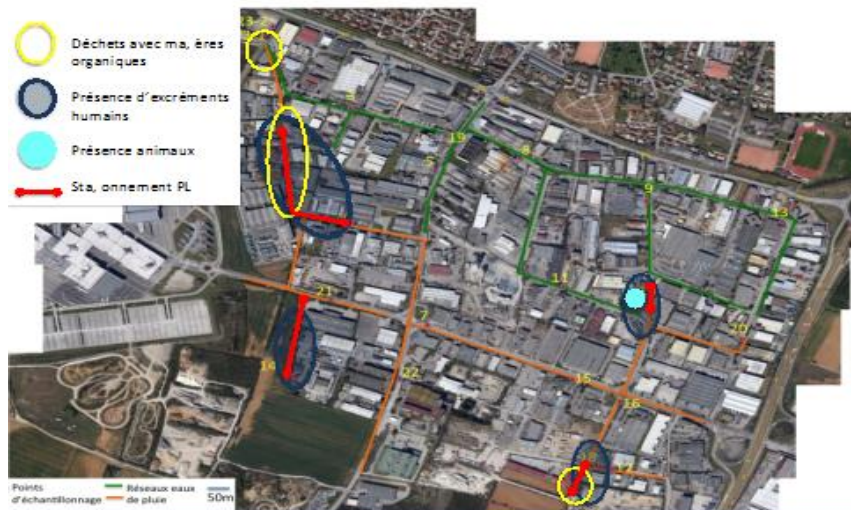 Déchets avec ma, ères
organiques
Présence d'excréments
humains
Présence animaux
Sta, onnement PL
19
5
8
9
13
11
20
21
7
14
22
15
16
Points
d'échantillonnage
Réseaux eaux
de pluie
50m